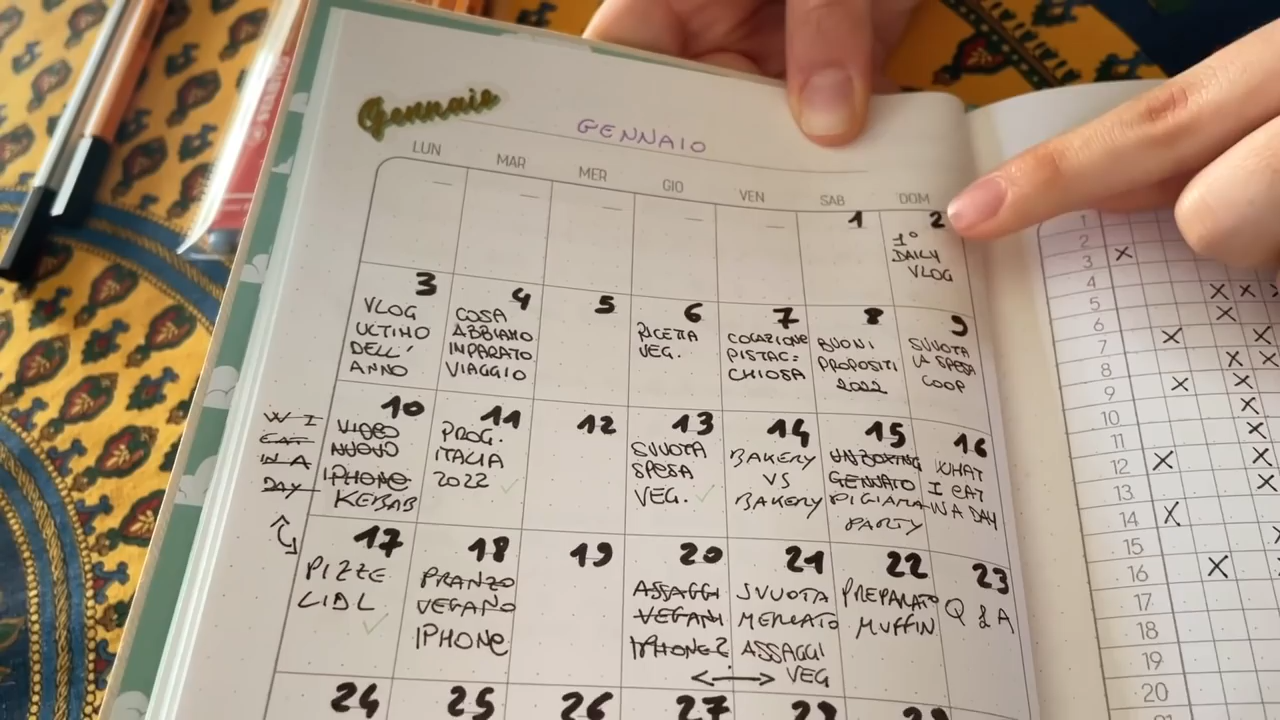 Gennaio
GENNAIO
LUN MAR MER GIO VEN SAB DOM
1 2
1° DAILY VLOG
3
VLOG
ULTIMO
DELL'
ANNO
4
COSA
ABBIAMO
IMPARATO
VIAGGIO
5
6
RICETTA
VEG.
7
COLAZIONE
PISTAC-
CHIOSA
8
BUONI
PROPOSITI
2022
9
SVUOTA
LA SPESA
COOP
W I
EAT
IN A
DAY
10
VIDEO
NUOVO
IPHONE
KEBAB
11
PROG.
ITALIA
2022
12
13
SVUOTA
SPESA
VEG.
14
BAKERY
VS
BAKERY
15
UNBOXING
GENNAIO
PIGIAMA
PARTY
16
WHAT
I EAT
IN A DAY
17
PIZZE
LIDL
18
PRANZO
VEGANO
IPHONE
19
20
ASSAGGI
VEGANI
IPHONE?
21
SVUOTA
MERCATO
ASSAGGI
VEG
22
PREPARATO
MUFFIN
23
Q & A
24 25 26 27 28 29
1
2
3
4
5
6
7
8
9
10
11
12
13
14
15
16
17
18
19
20